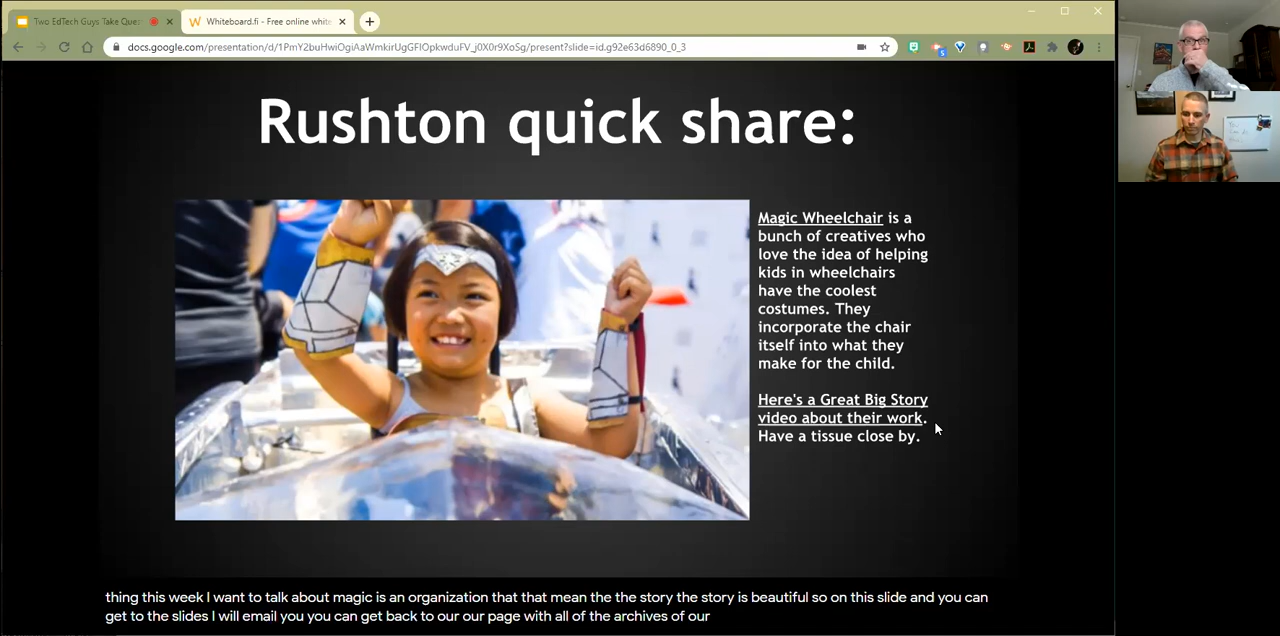 Two EdTech Guys Take Ques
Whiteboard.fi - Free online white
docs.google.com/presentation/d/1PmY2buHwiOgiAaWmkirUgGFIOpkwduFV_j0X0r9XoSg/present?slide=id.g92e63d6890_0_3
5
Rushton quick share:
Magic Wheelchair is a
bunch of creatives who
love the idea of helping
kids in wheelchairs
have the coolest
costumes. They
incorporate the chair
itself into what they
make for the child.
Here's a Great Big Story
video about their work.
Have a tissue close by.
thing this week I want to talk about magic is an organization that that mean the the story the story is beautiful so on this slide and you can
get to the slides I will email you you can get back to our our page with all of the archives of our